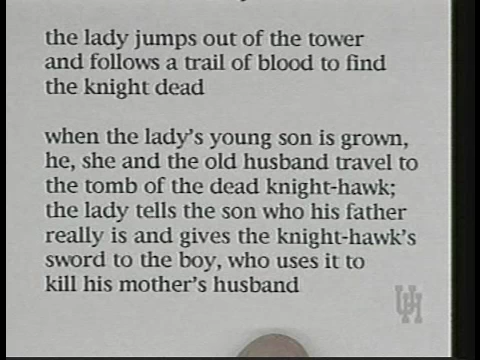 the lady jumps out of the tower
and follows a trail of blood to find
the knight dead
when the lady's young son is grown,
he, she and the old husband travel to
the tomb of the dead knight-hawk;
the lady tells the son who his father
really is and gives the knight-hawk's
sword to the boy, who uses it to
kill his mother's husband
UH